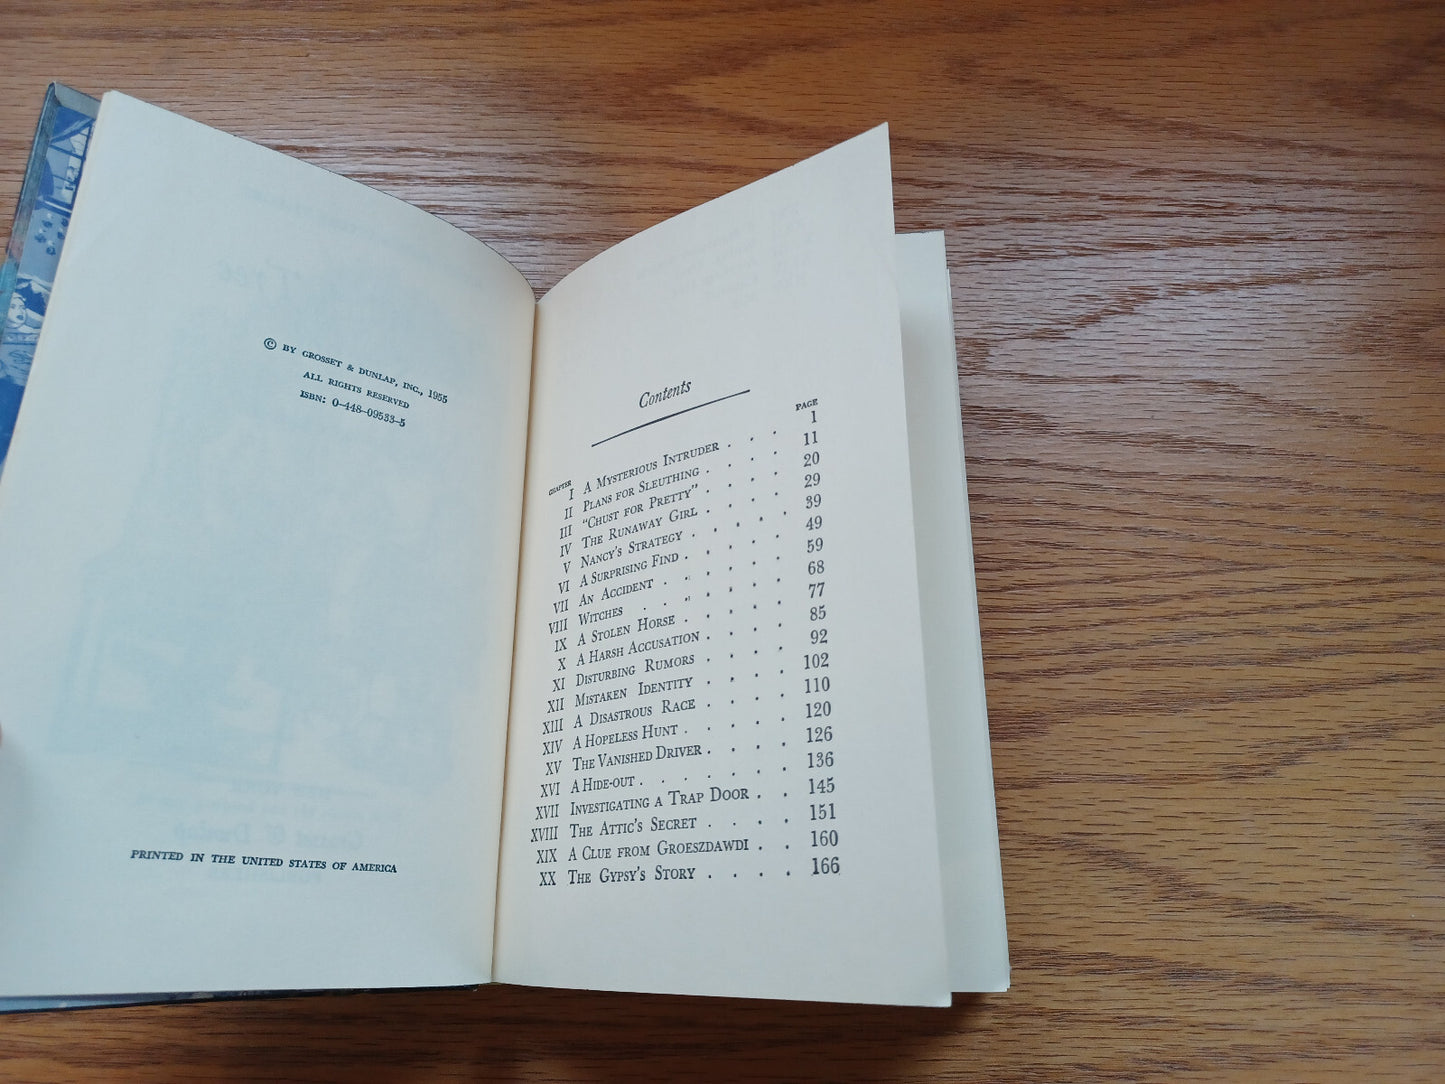 © BY GROSSET & DUNLAP, INC., 1955
ALL RIGHTS RESERVED
ISBN: 0-448-09533-5
PRINTED IN THE UNITED STATES OF AMERICA
Contents
CHAPTER PAGE
I A MYSTERIOUS INTRUDER . . . 1
II PLANS FOR SLEUTHING . . . . 11
III "CHUST FOR PRETTY" . . . . 20
IV THE RUNAWAY GIRL . . . . 29
V NANCY'S STRATEGY . . . . . 39
VI A SURPRISING FIND . . . . . 49
VII AN ACCIDENT . . . . . . 59
VIII WITCHES . . . . . . . 68
IX A STOLEN HORSE . . . . . 77
X A HARSH ACCUSATION . . . . 85
XI DISTURBING RUMORS . . . . 92
XII MISTAKEN IDENTITY . . . . 102
XIII A DISASTROUS RACE . . . . 110
XIV A HOPELESS HUNT . . . . . 120
XV THE VANISHED DRIVER . . . . 126
XVI A HIDE-OUT . . . . . . . 136
XVII INVESTIGATING A TRAP DOOR . . 145
XVIII THE ATTIC'S SECRET . . . . 151
XIX A CLUE FROM GROESZDAWDI . . 160
XX THE GYPSY'S STORY . . . . 166